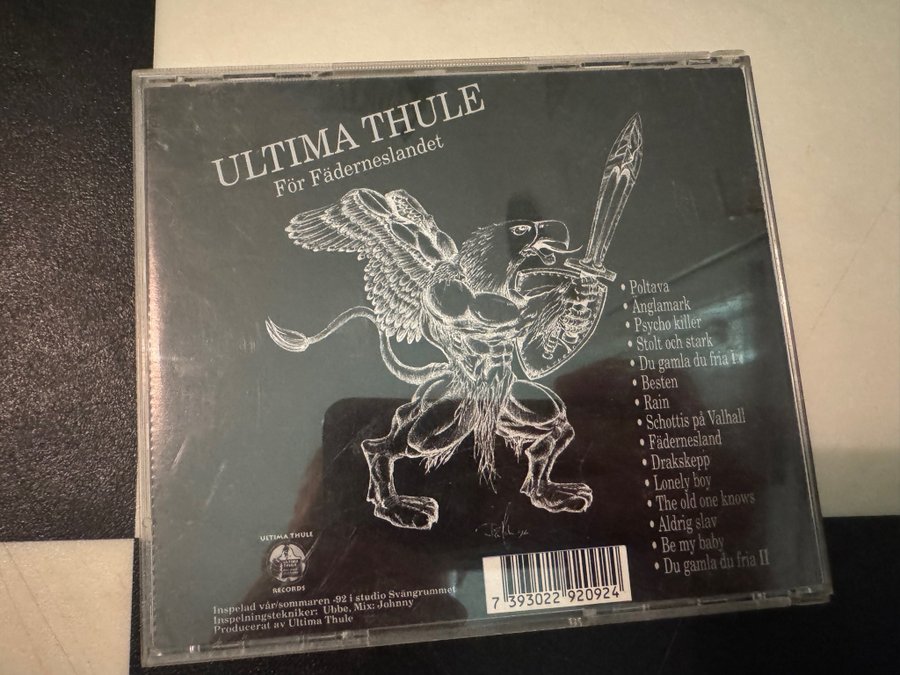 ULTIMA THULE
För Fäderneslandet
• Poltava
• Änglamark
• Psycho killer
• Stolt och stark
• Du gamla du fria I
• Besten
• Rain
• Schottis på Valhall
• Fädernesland
• Drakskepp
• Lonely boy
• The old one knows
• Aldrig slav
• Be my baby
• Du gamla du fria II
ULTIMA THULE
RECORDS
Inspelad vår/sommaren -92 i studio Svängrummet
Inspelningstekniker: Ubbe, Mix: Johnny
Producerat av Ultima Thule
7 393022 920924